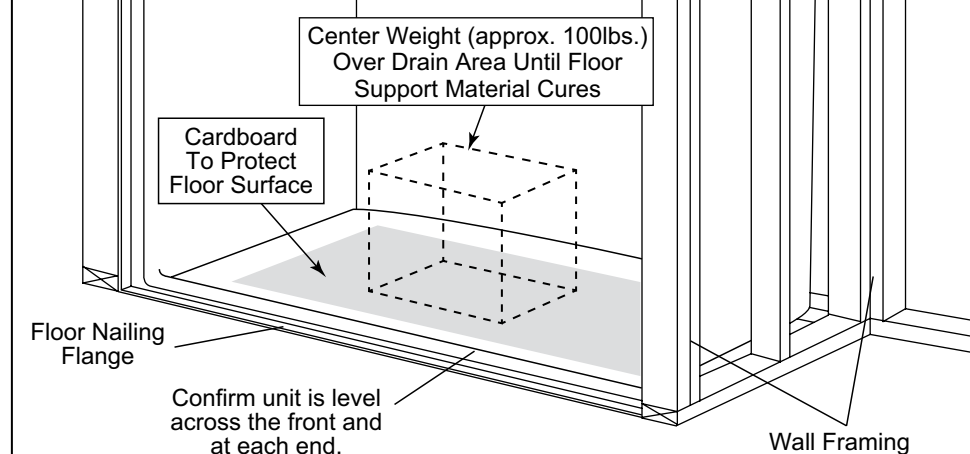 Center Weight (approx. 100lbs.)
Over Drain Area Until Floor
Support Material Cures
Cardboard
To Protect
Floor Surface
Floor Nailing
Flange
Confirm unit is level
across the front and
at each end.
Wall Framing